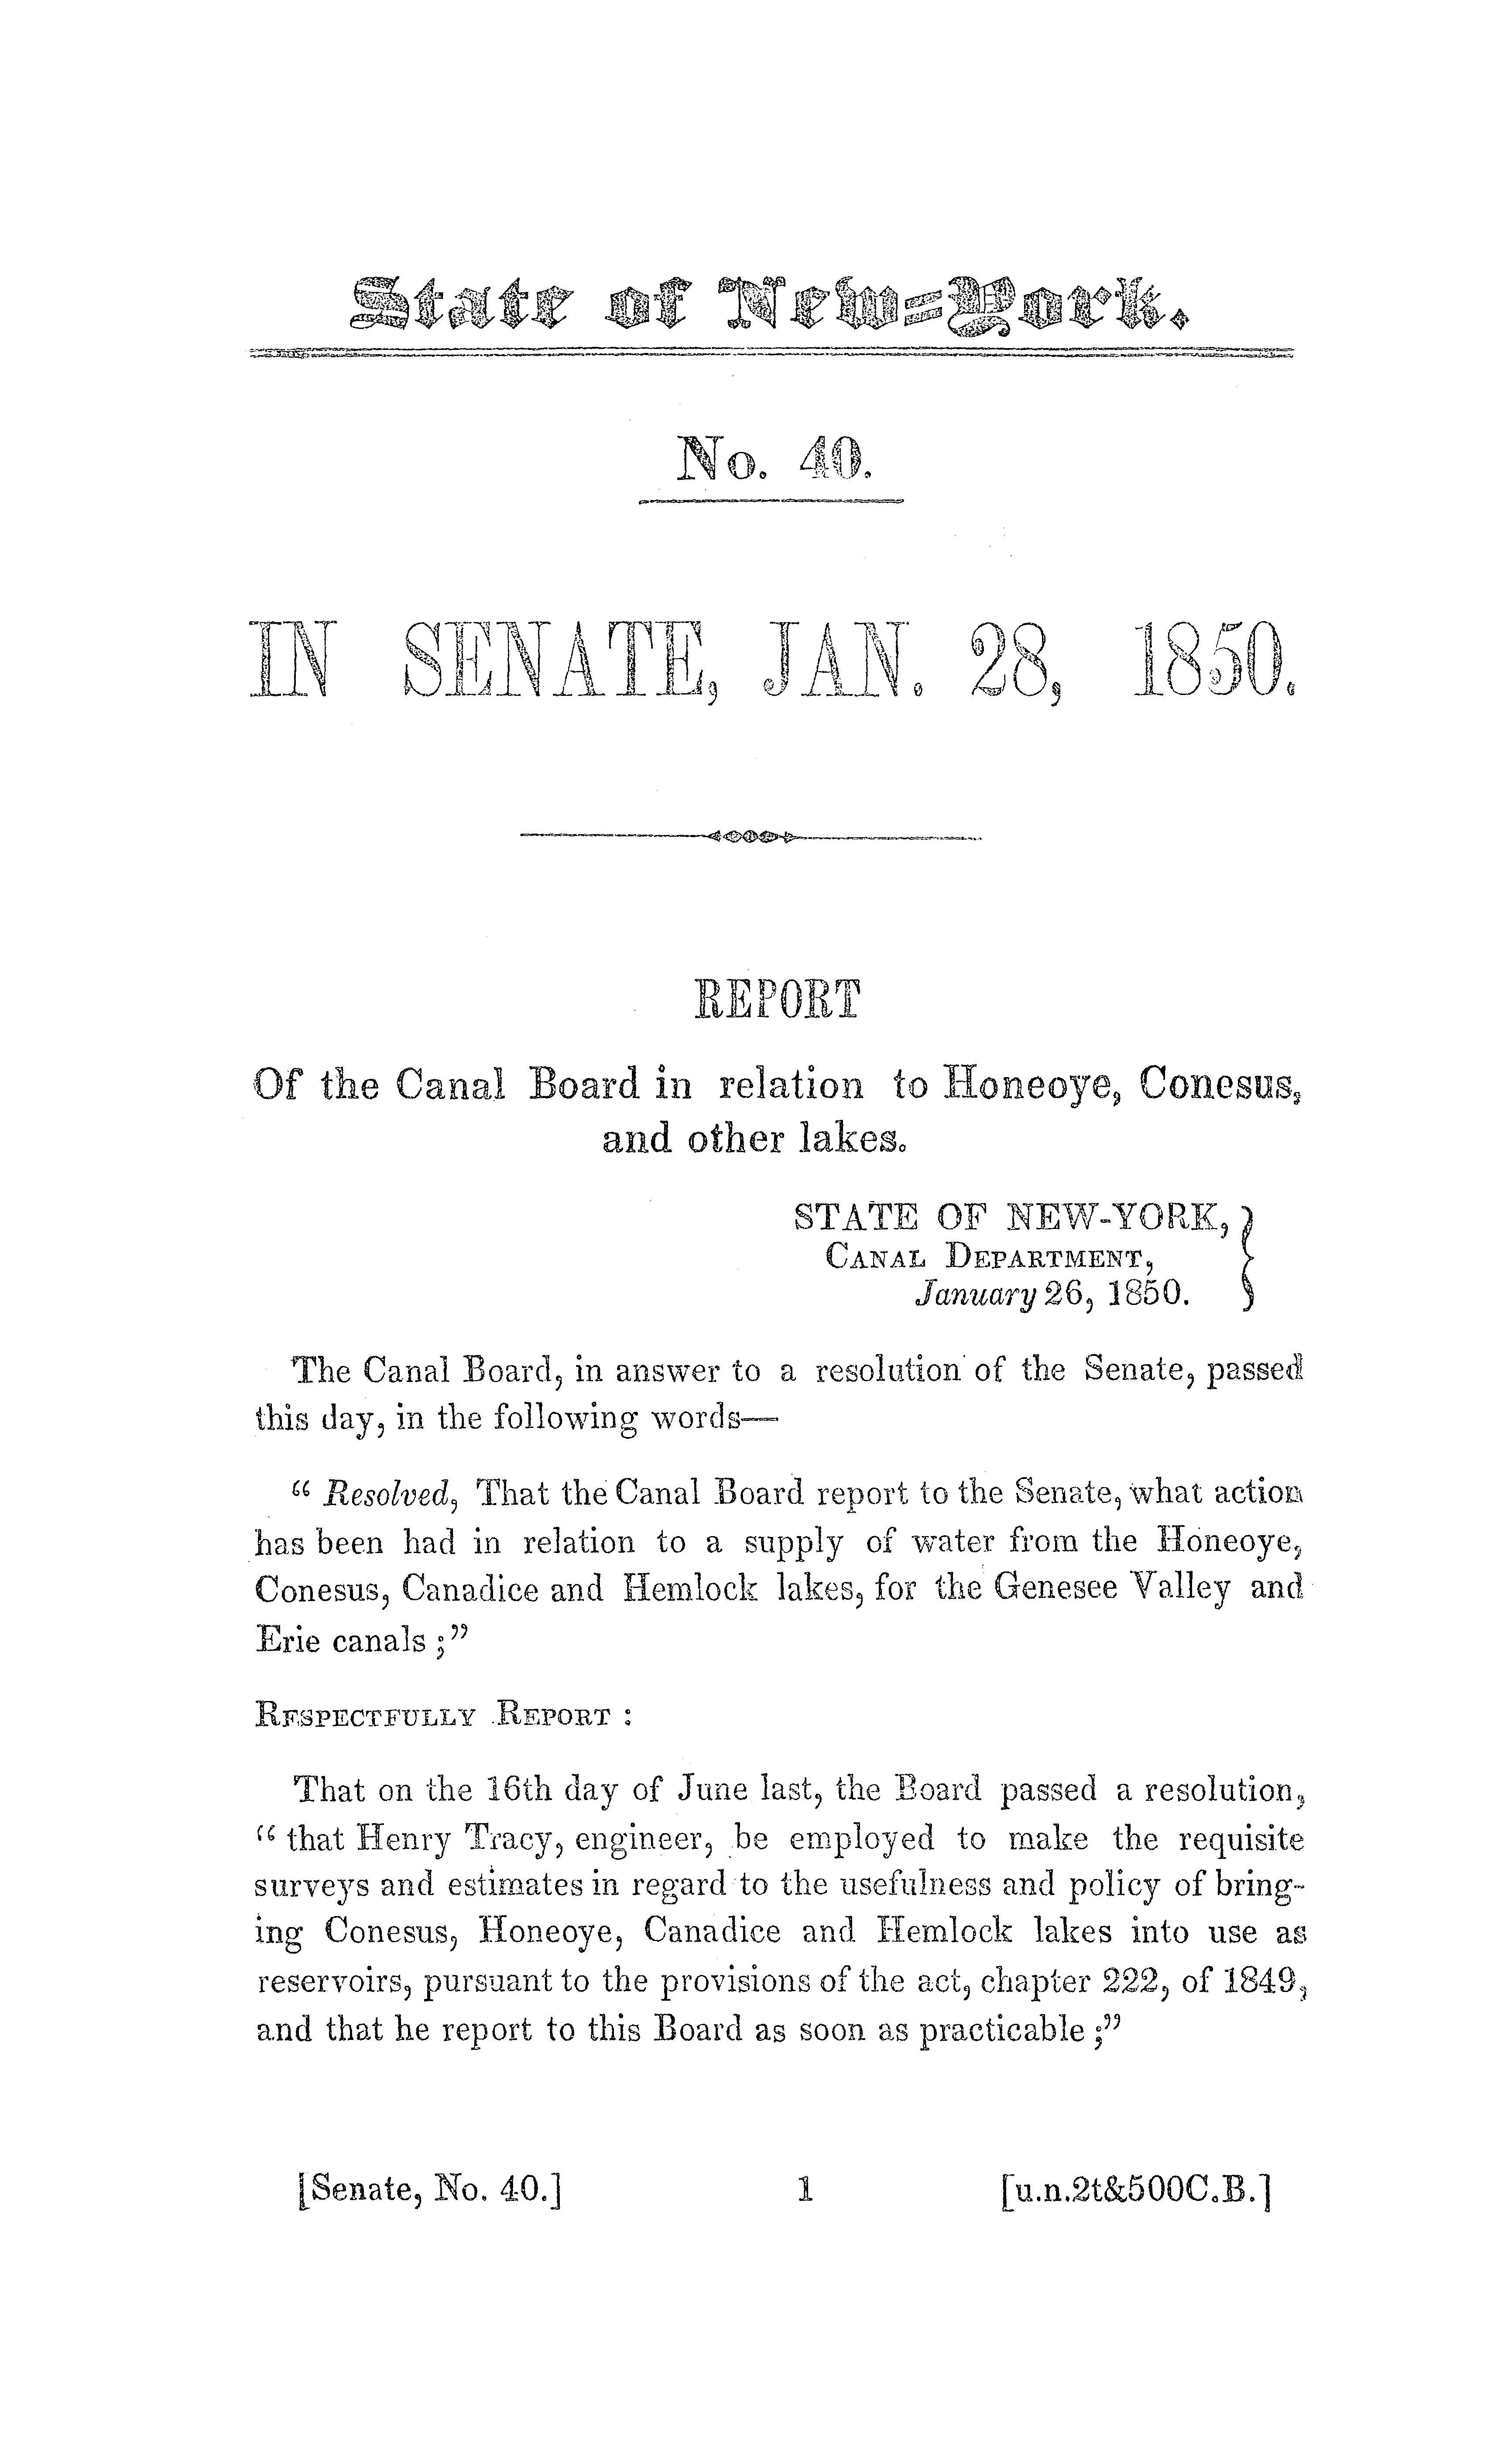 State of New=York.
No. 40.
IN SENATE, JAN. 28, 1850.
REPORT
Of the Canal Board in relation to Honeoye, Conesus,
and other lakes.
STATE OF NEW-YORK,
CANAL DEPARTMENT,
January 26, 1850.
The Canal Board, in answer to a resolution of the Senate, passed
this day, in the following words—
“ Resolved, That the Canal Board report to the Senate, what action
has been had in relation to a supply of water from the Honeoye,
Conesus, Canadice and Hemlock lakes, for the Genesee Valley and
Erie canals ;”
RESPECTFULLY REPORT :
That on the 16th day of June last, the Board passed a resolution,
“ that Henry Tracy, engineer, be employed to make the requisite
surveys and estimates in regard to the usefulness and policy of bring-
ing Conesus, Honeoye, Canadice and Hemlock lakes into use as
reservoirs, pursuant to the provisions of the act, chapter 222, of 1849,
and that he report to this Board as soon as practicable ;”
[Senate, No. 40.] 1 [u.n.2t&500C.B.]